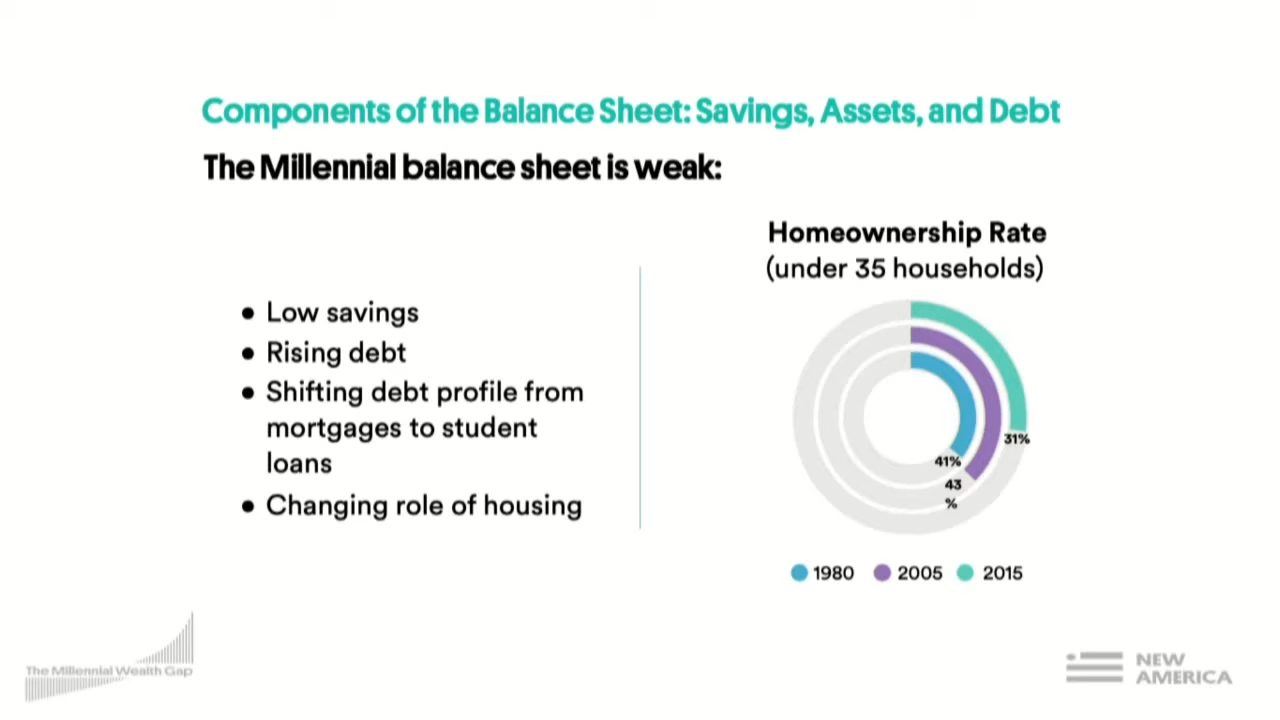 Components of the Balance Sheet: Savings, Assets, and Debt
The Millennial balance sheet is weak:
● Low savings
● Rising debt
● Shifting debt profile from
mortgages to student
loans
● Changing role of housing
Homeownership Rate
(under 35 households)
31%
41%
43
%
1980
2005
2015
The Millennial Wealth Gap
NEW
AMERICA